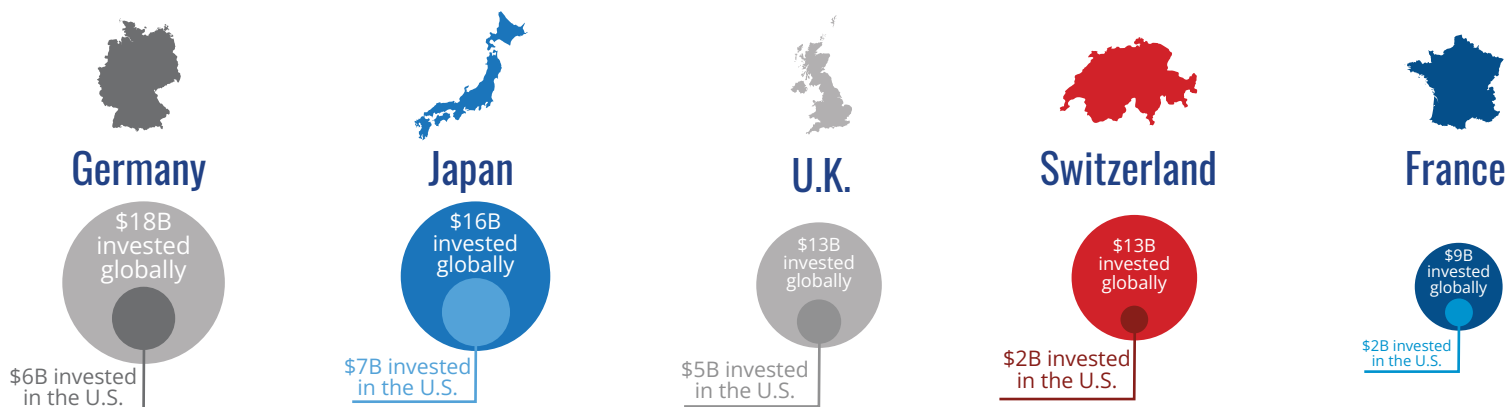 Germany
$18B
invested
globally
$6B invested
in the U.S.
Japan
$16B
invested
globally
$7B invested
in the U.S.
U.K.
$13B
invested
globally
$5B invested
in the U.S.
Switzerland
$13B
invested
globally
$2B invested
in the U.S.
France
$9B
invested
globally
$2B invested
in the U.S.